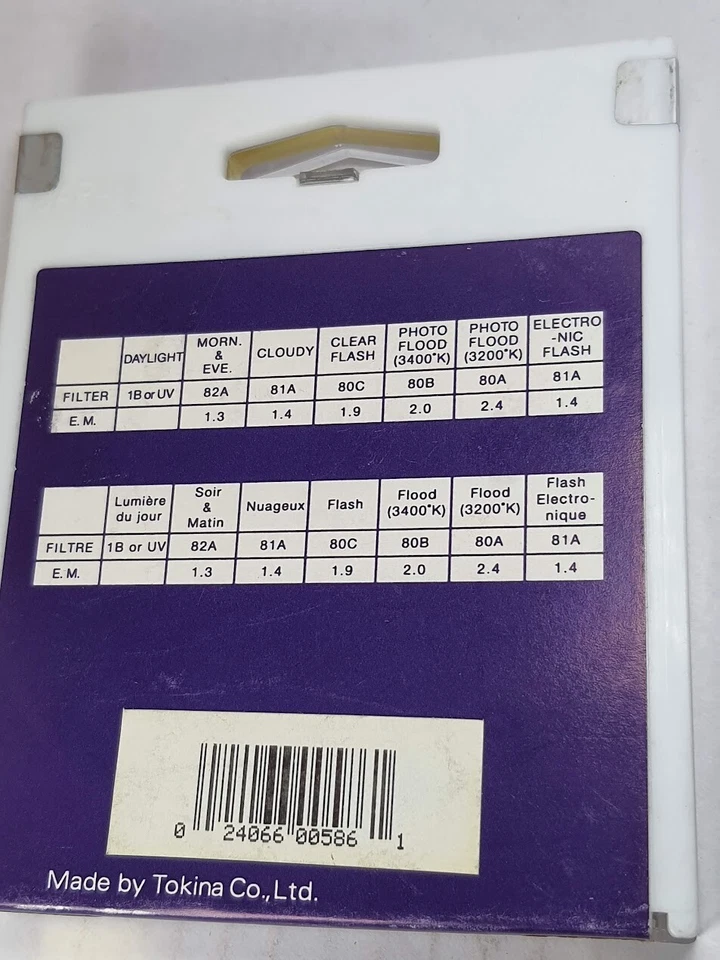 DAYLIGHT MORN. & EVE. CLOUDY CLEAR FLASH PHOTO FLOOD (3400°K) PHOTO FLOOD (3200°K) ELECTRO-NIC FLASH
FILTER 1B or UV 82A 81A 80C 80B 80A 81A
E.M. 1.3 1.4 1.9 2.0 2.4 1.4
Lumière du jour Soir & Matin Nuageux Flash Flood (3400°K) Flood (3200°K) Flash Electro-nique
FILTRE 1B or UV 82A 81A 80C 80B 80A 81A
E.M. 1.3 1.4 1.9 2.0 2.4 1.4
0 24066 00586 1
Made by Tokina Co., Ltd.